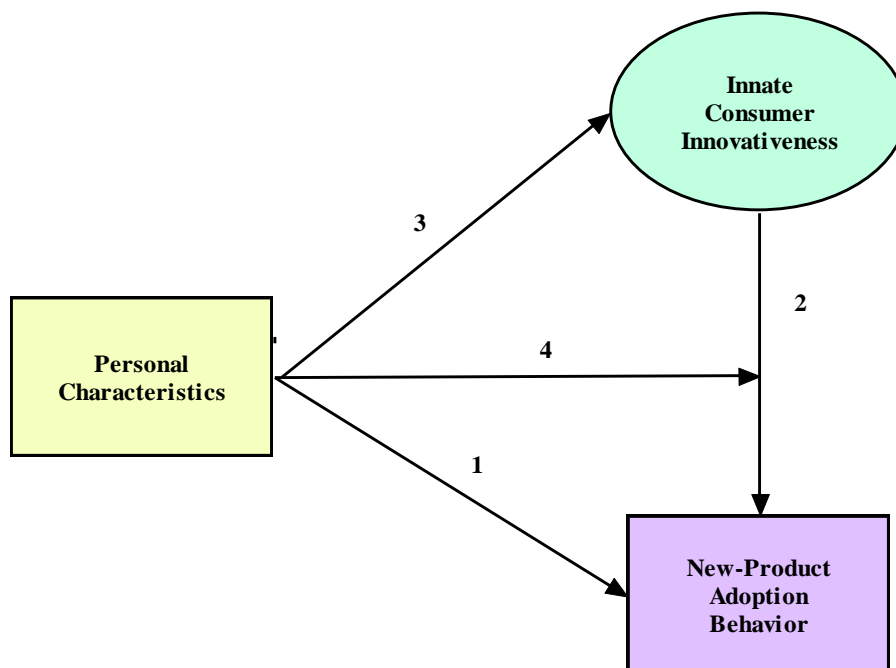 Innate
Consumer
Innovativeness
3
2
4
Personal
Characteristics
1
New-Product
Adoption
Behavior